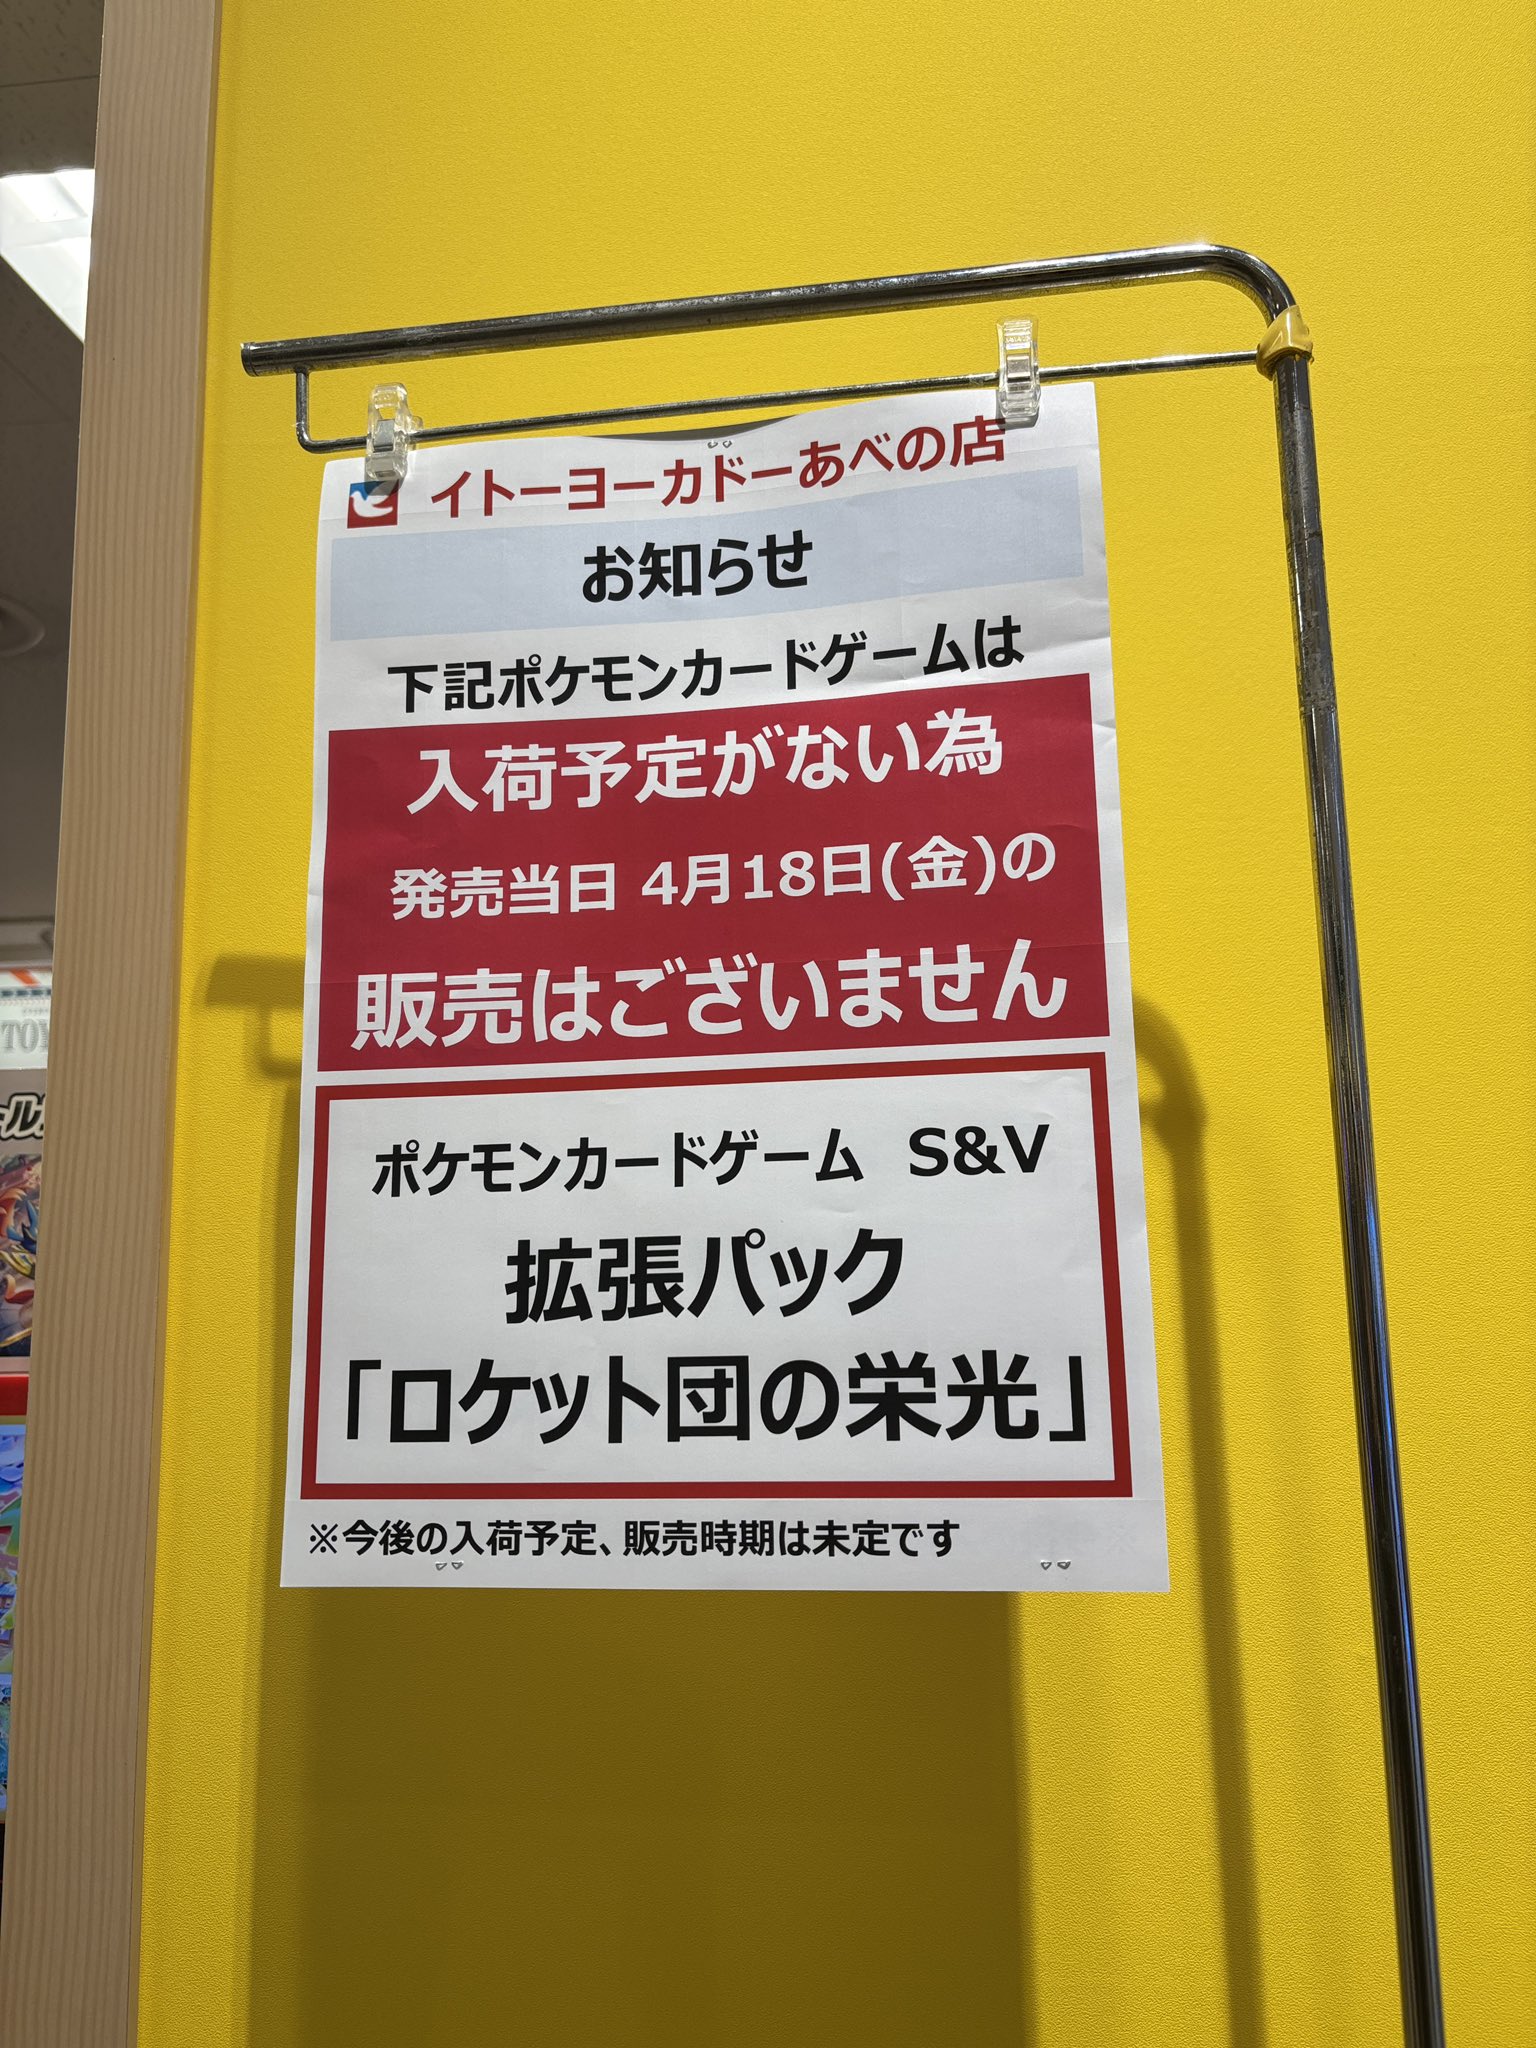 イトーヨーカドーあべの店
お知らせ
下記ポケモンカードゲームは
入荷予定がない為
発売当日 4月18日(金)の
販売はございません
ポケモンカードゲーム S&V
拡張パック
「ロケット団の栄光」
※今後の入荷予定、販売時期は未定です